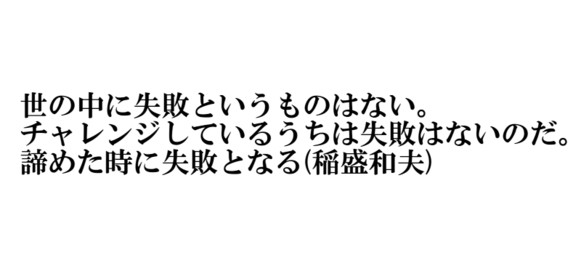 世の中に失敗というものはない。
チャレンジしているうちは失敗はないのだ。
諦めた時に失敗となる(稲盛和夫)